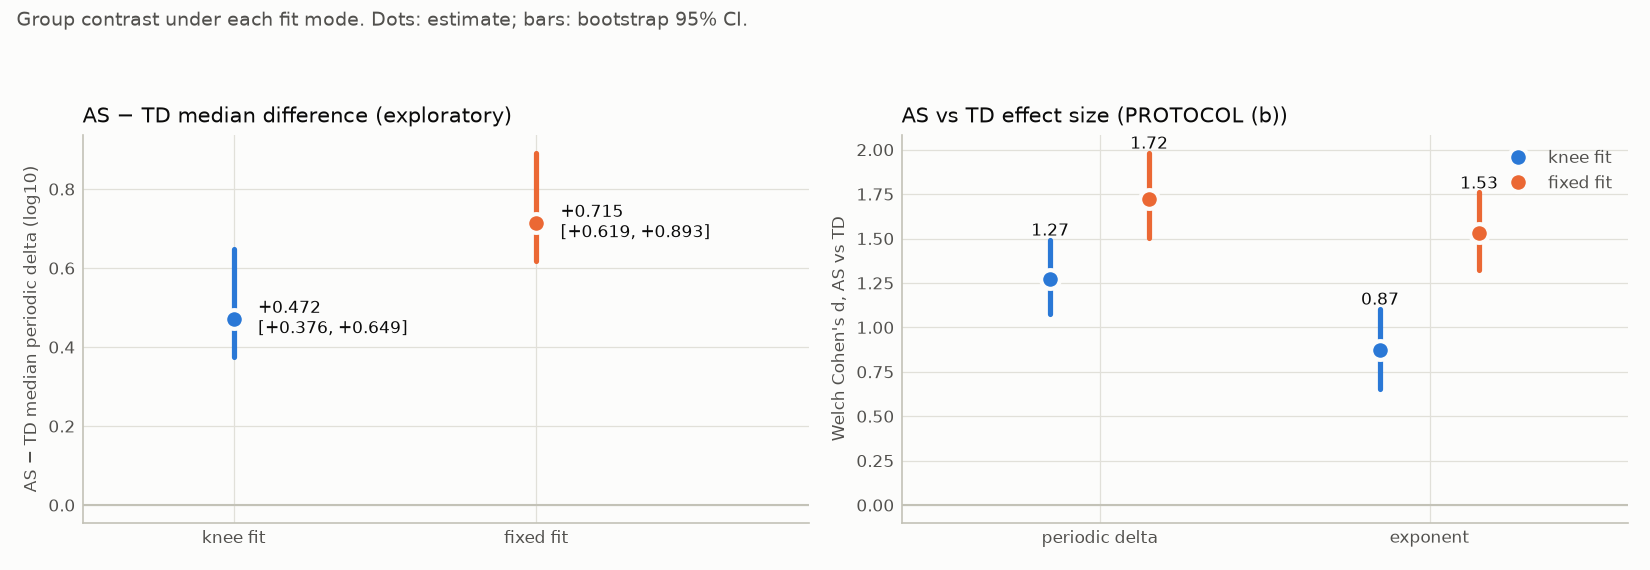 Group contrast under each fit mode. Dots: estimate; bars: bootstrap 95% CI.
AS − TD median difference (exploratory)
AS − TD median periodic delta (log10)
0.8
0.6
0.4
0.2
0.0
+0.472
[+0.376, +0.649]
+0.715
[+0.619, +0.893]
knee fit
fixed fit
AS vs TD effect size (PROTOCOL (b))
Welch Cohen's d, AS vs TD
2.00
1.75
1.50
1.25
1.00
0.75
0.50
0.25
0.00
1.27
1.72
0.87
1.53
knee fit
fixed fit
periodic delta
exponent